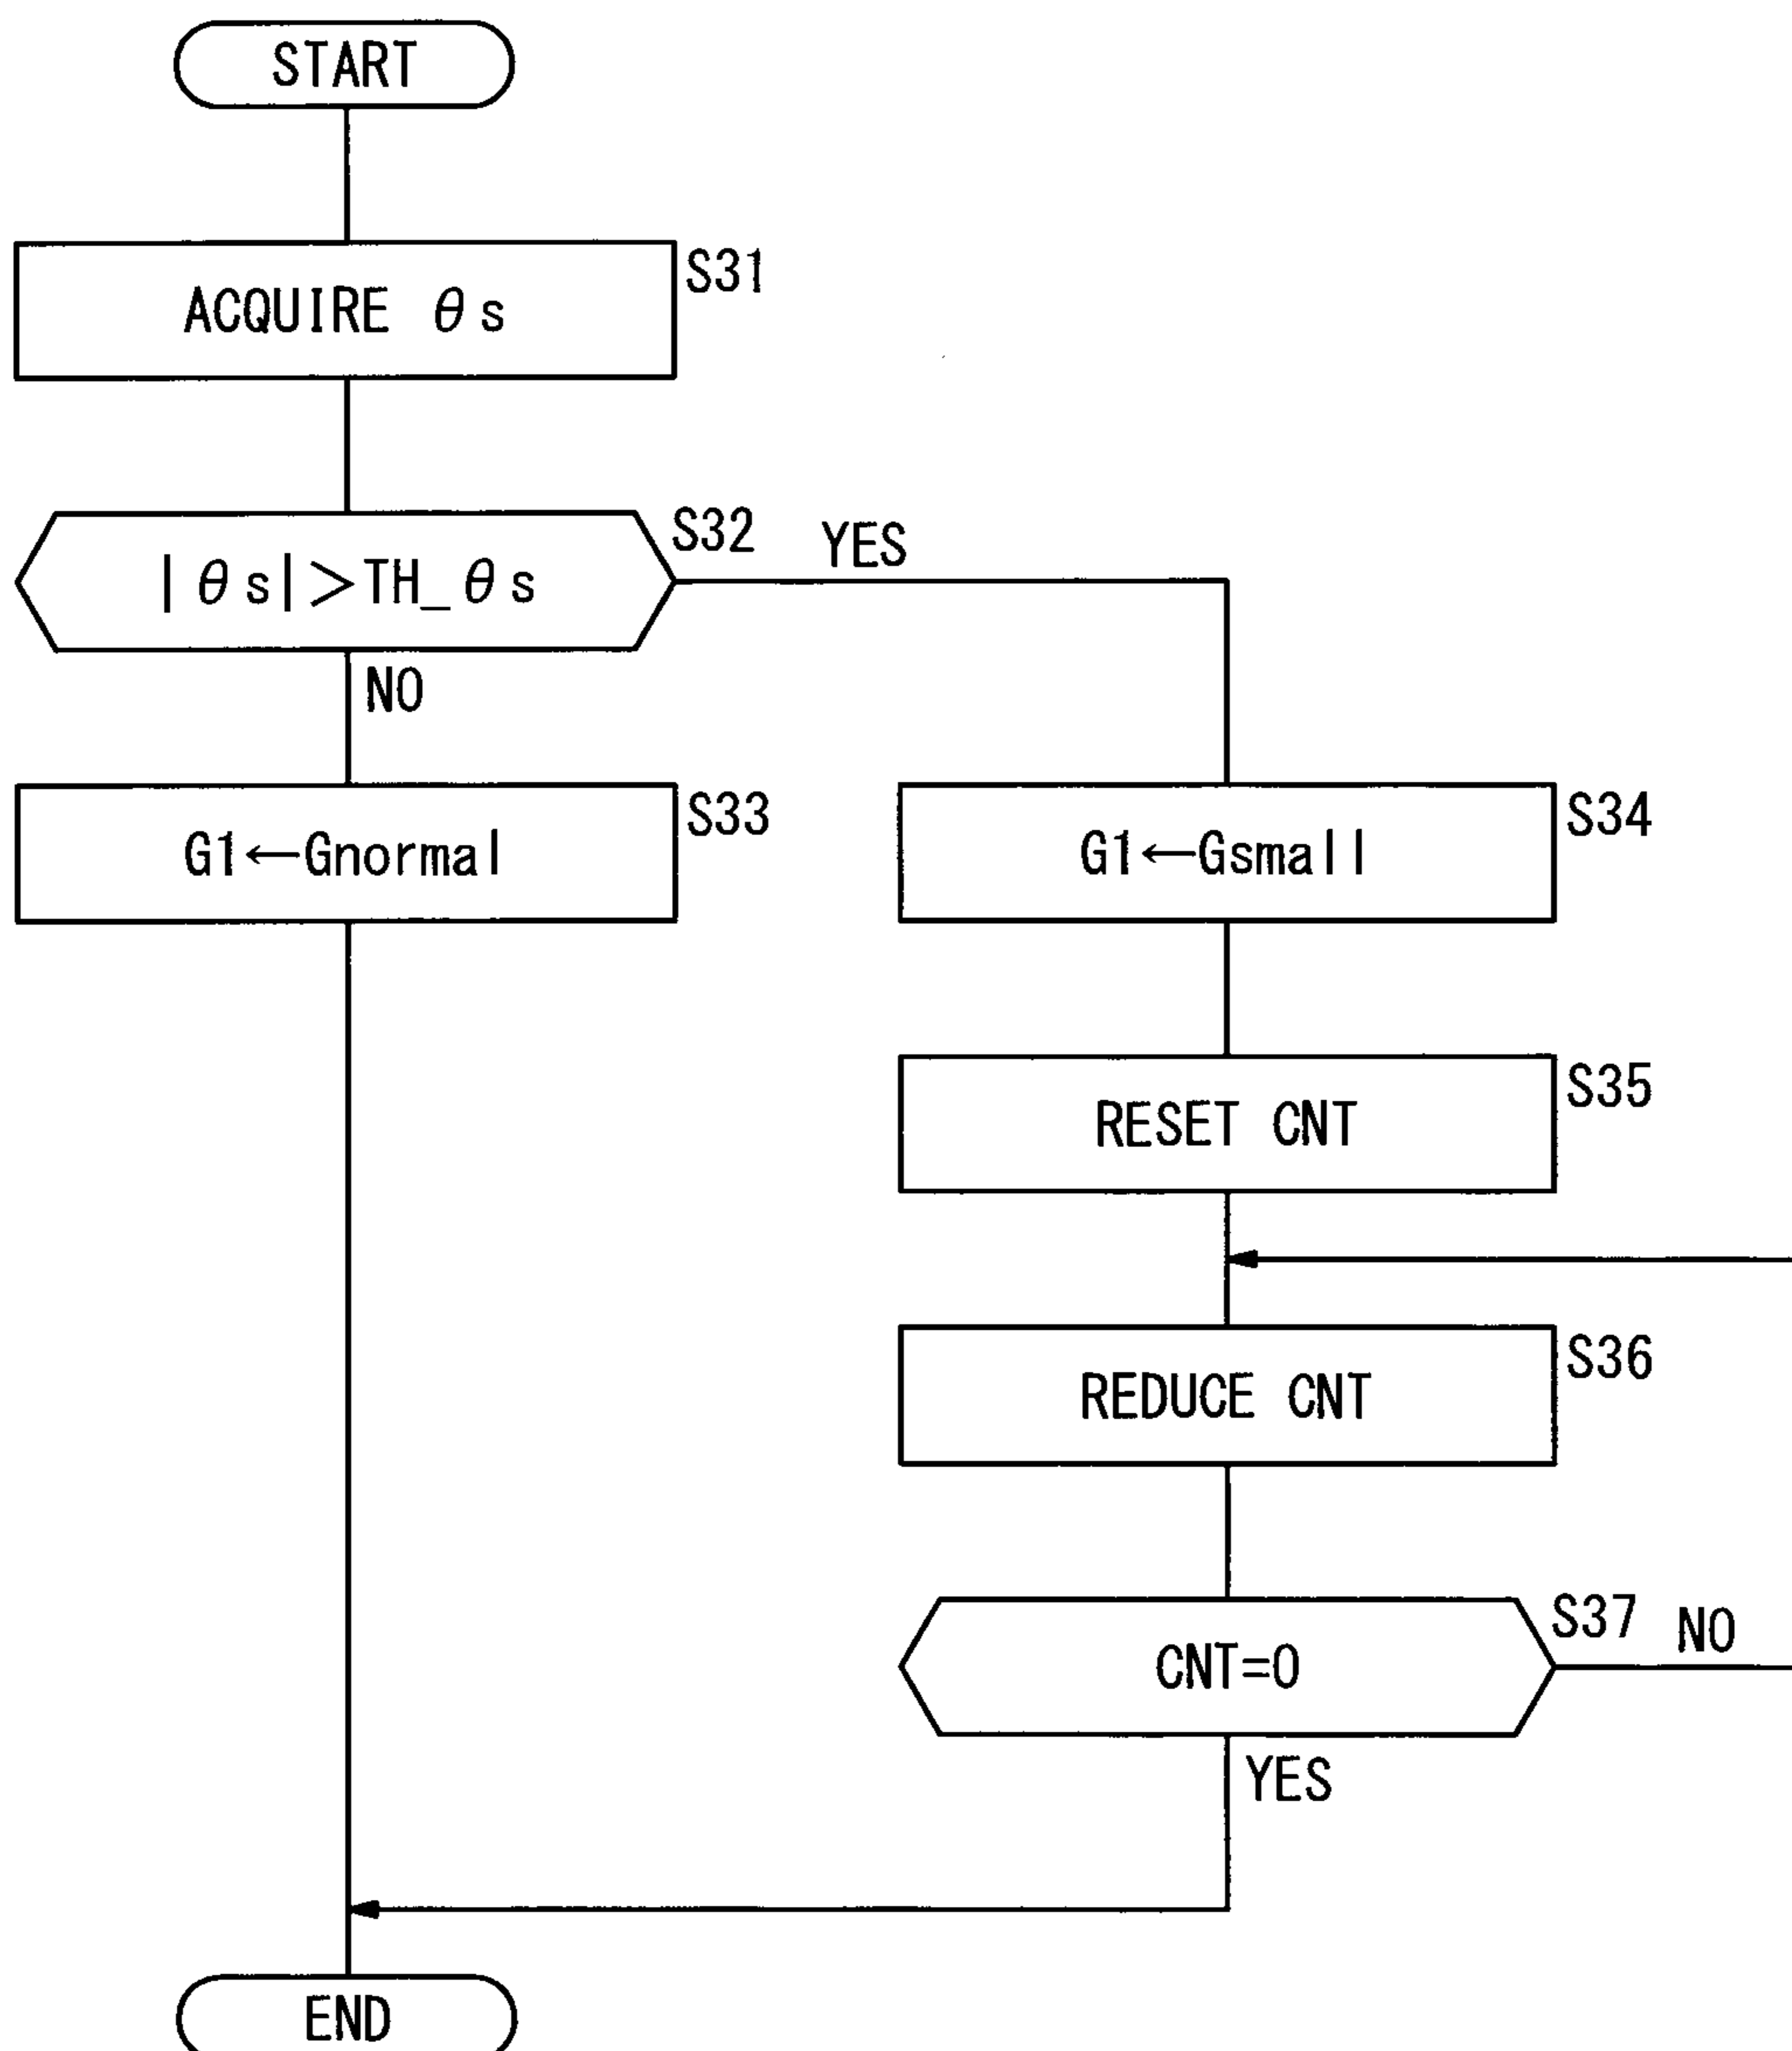 START
ACQUIRE θs
S31
|θs|>TH_θs
S32
YES
NO
G1←Gnormal
S33
G1←Gsmall
S34
RESET CNT
S35
REDUCE CNT
S36
CNT=0
S37
NO
YES
END